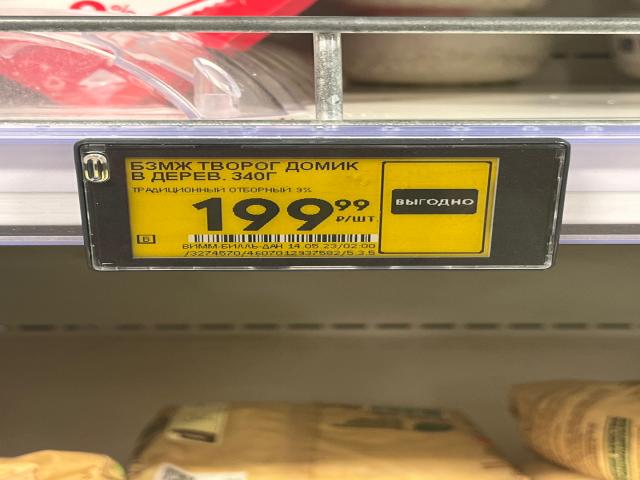 БЗМЖ ТВОРОГ ДОМИК
В ДЕРЕВ. 340Г
ТРАДИЦИОННЫЙ ОТБОРНЫЙ 9%
199 99
₽/ШТ.
ВЫГОДНО
Б
ВИММ-БИЛЛЬ-ДАН 14.05.23/02:00
/3274570/4607012937582/5.3.5